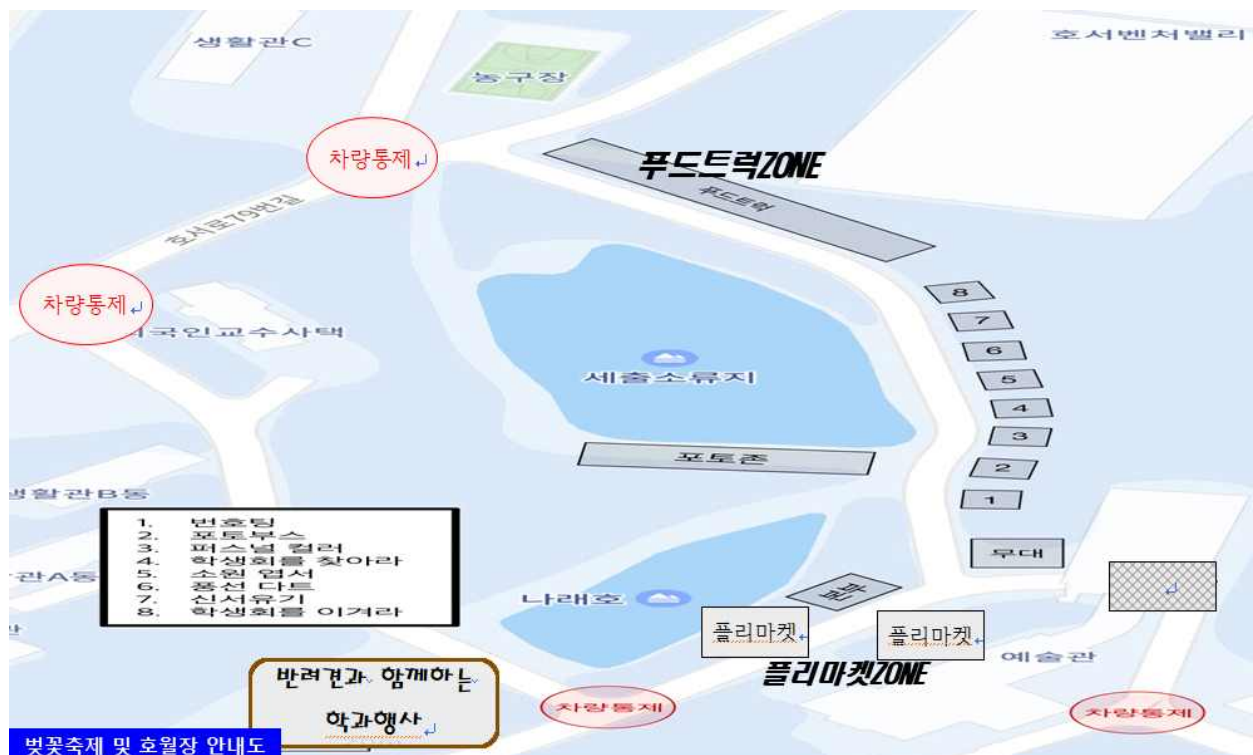 생활관C
농구장
호서벤처밸리
차량통제
푸드트럭ZONE
푸드트럭
호서로79번길
차량통제
국인교수사택
8
7
6
5
4
3
2
1
세출소류지
포토존
생활관B동
1. 번호팅
2. 포토부스
3. 퍼스널 컬러
4. 학생회를 찾아라
5. 소원 엽서
6. 풍선 다트
7. 신서유기
8. 학생회를 이겨라
관A동
관
무대
나래호
플리마켓
플리마켓
예술관
플리마켓ZONE
반려견과 함께하는
학과행사
차량통제
차량통제
벚꽃축제 및 호월장 안내도